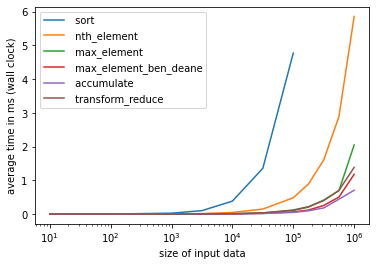 6
5
4
3
2
1
0
average time in ms (wall clock)
sort
nth_element
max_element
max_element_ben_deane
accumulate
transform_reduce
10¹ 10² 10³ 10⁴ 10⁵ 10⁶
size of input data